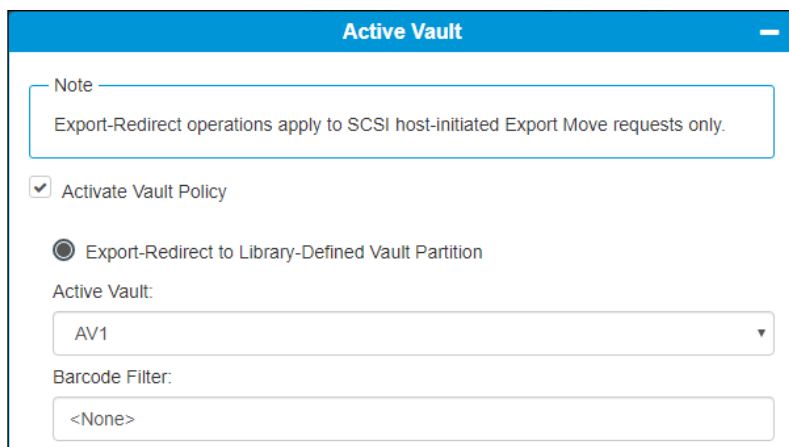 Active Vault
Note
Export-Redirect operations apply to SCSI host-initiated Export Move requests only.
Activate Vault Policy
Export-Redirect to Library-Defined Vault Partition
Active Vault:
AV1
Barcode Filter:
<None>